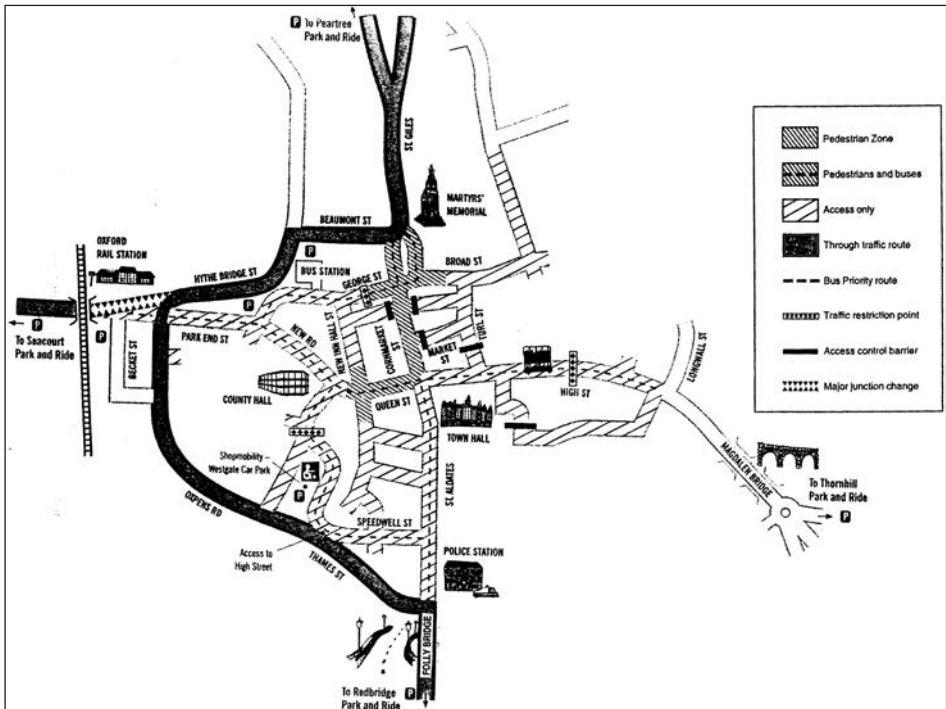 P To Peartree
Park and Ride
ST. GILES
MARTYRS'
MEMORIAL
BEAUMONT ST
OXFORD
RAIL STATION
HYTHE BRIDGE ST
P
BUS STATION
GEORGE ST
BROAD ST
P
P
P
To Seacourt
Park and Ride
BECKET ST
PARK END ST
NEW RD
NEW INN HALL ST
CORNMARKET
ST
MARKET
ST
TURL ST
LONGWALL ST
COUNTY HALL
QUEEN ST
HIGH ST
TOWN HALL
Shopmobility –
Westgate Car Park
P
ST. ALDATES
MAGDALEN BRIDGE
To Thornhill
Park and Ride
P
OXPENS RD
SPEEDWELL ST
Access to
High Street
THAMES ST
POLICE STATION
FOLLY BRIDGE
To Redbridge P
Park and Ride
Pedestrian Zone
Pedestrians and buses
Access only
Through traffic route
Bus Priority route
Traffic restriction point
Access control barrier
Major junction change